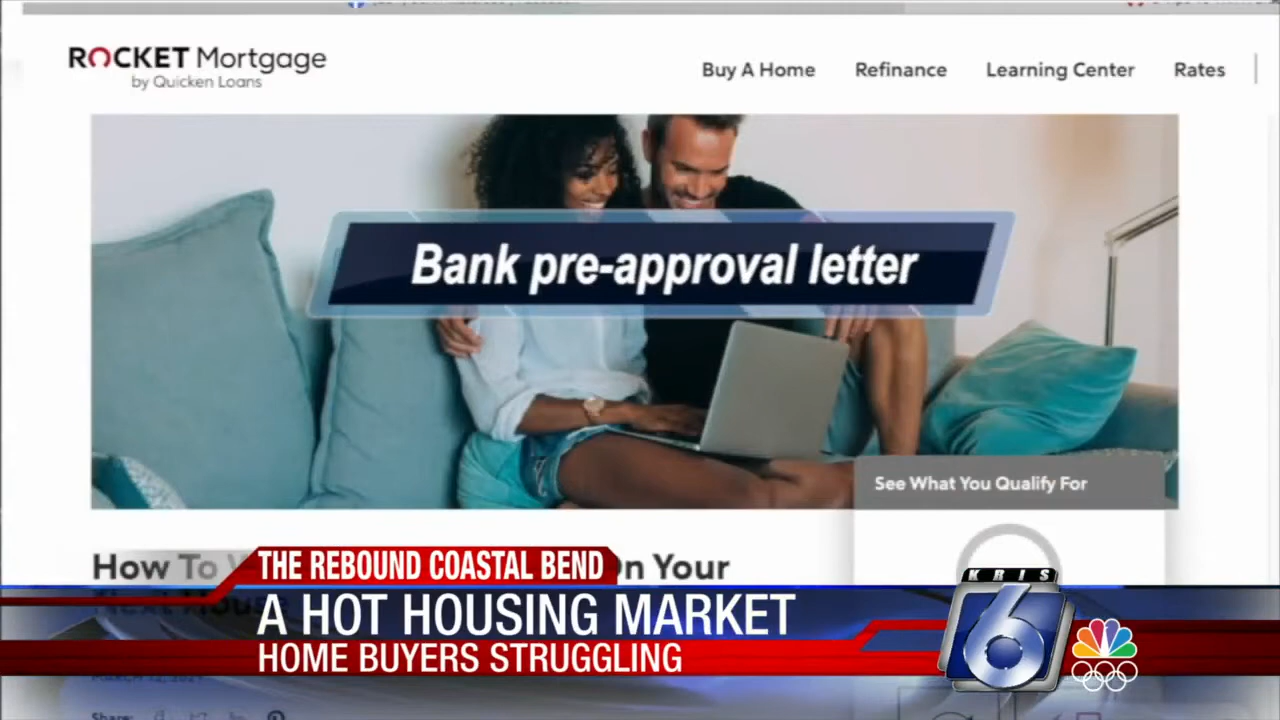 ROCKET Mortgage
by Quicken Loans
Buy A Home
Refinance
Learning Center
Rates
Bank pre-approval letter
See What You Qualify For
How To
On Your
THE REBOUND COASTAL BEND
A HOT HOUSING MARKET
HOME BUYERS STRUGGLING
KRIS
6
Share: